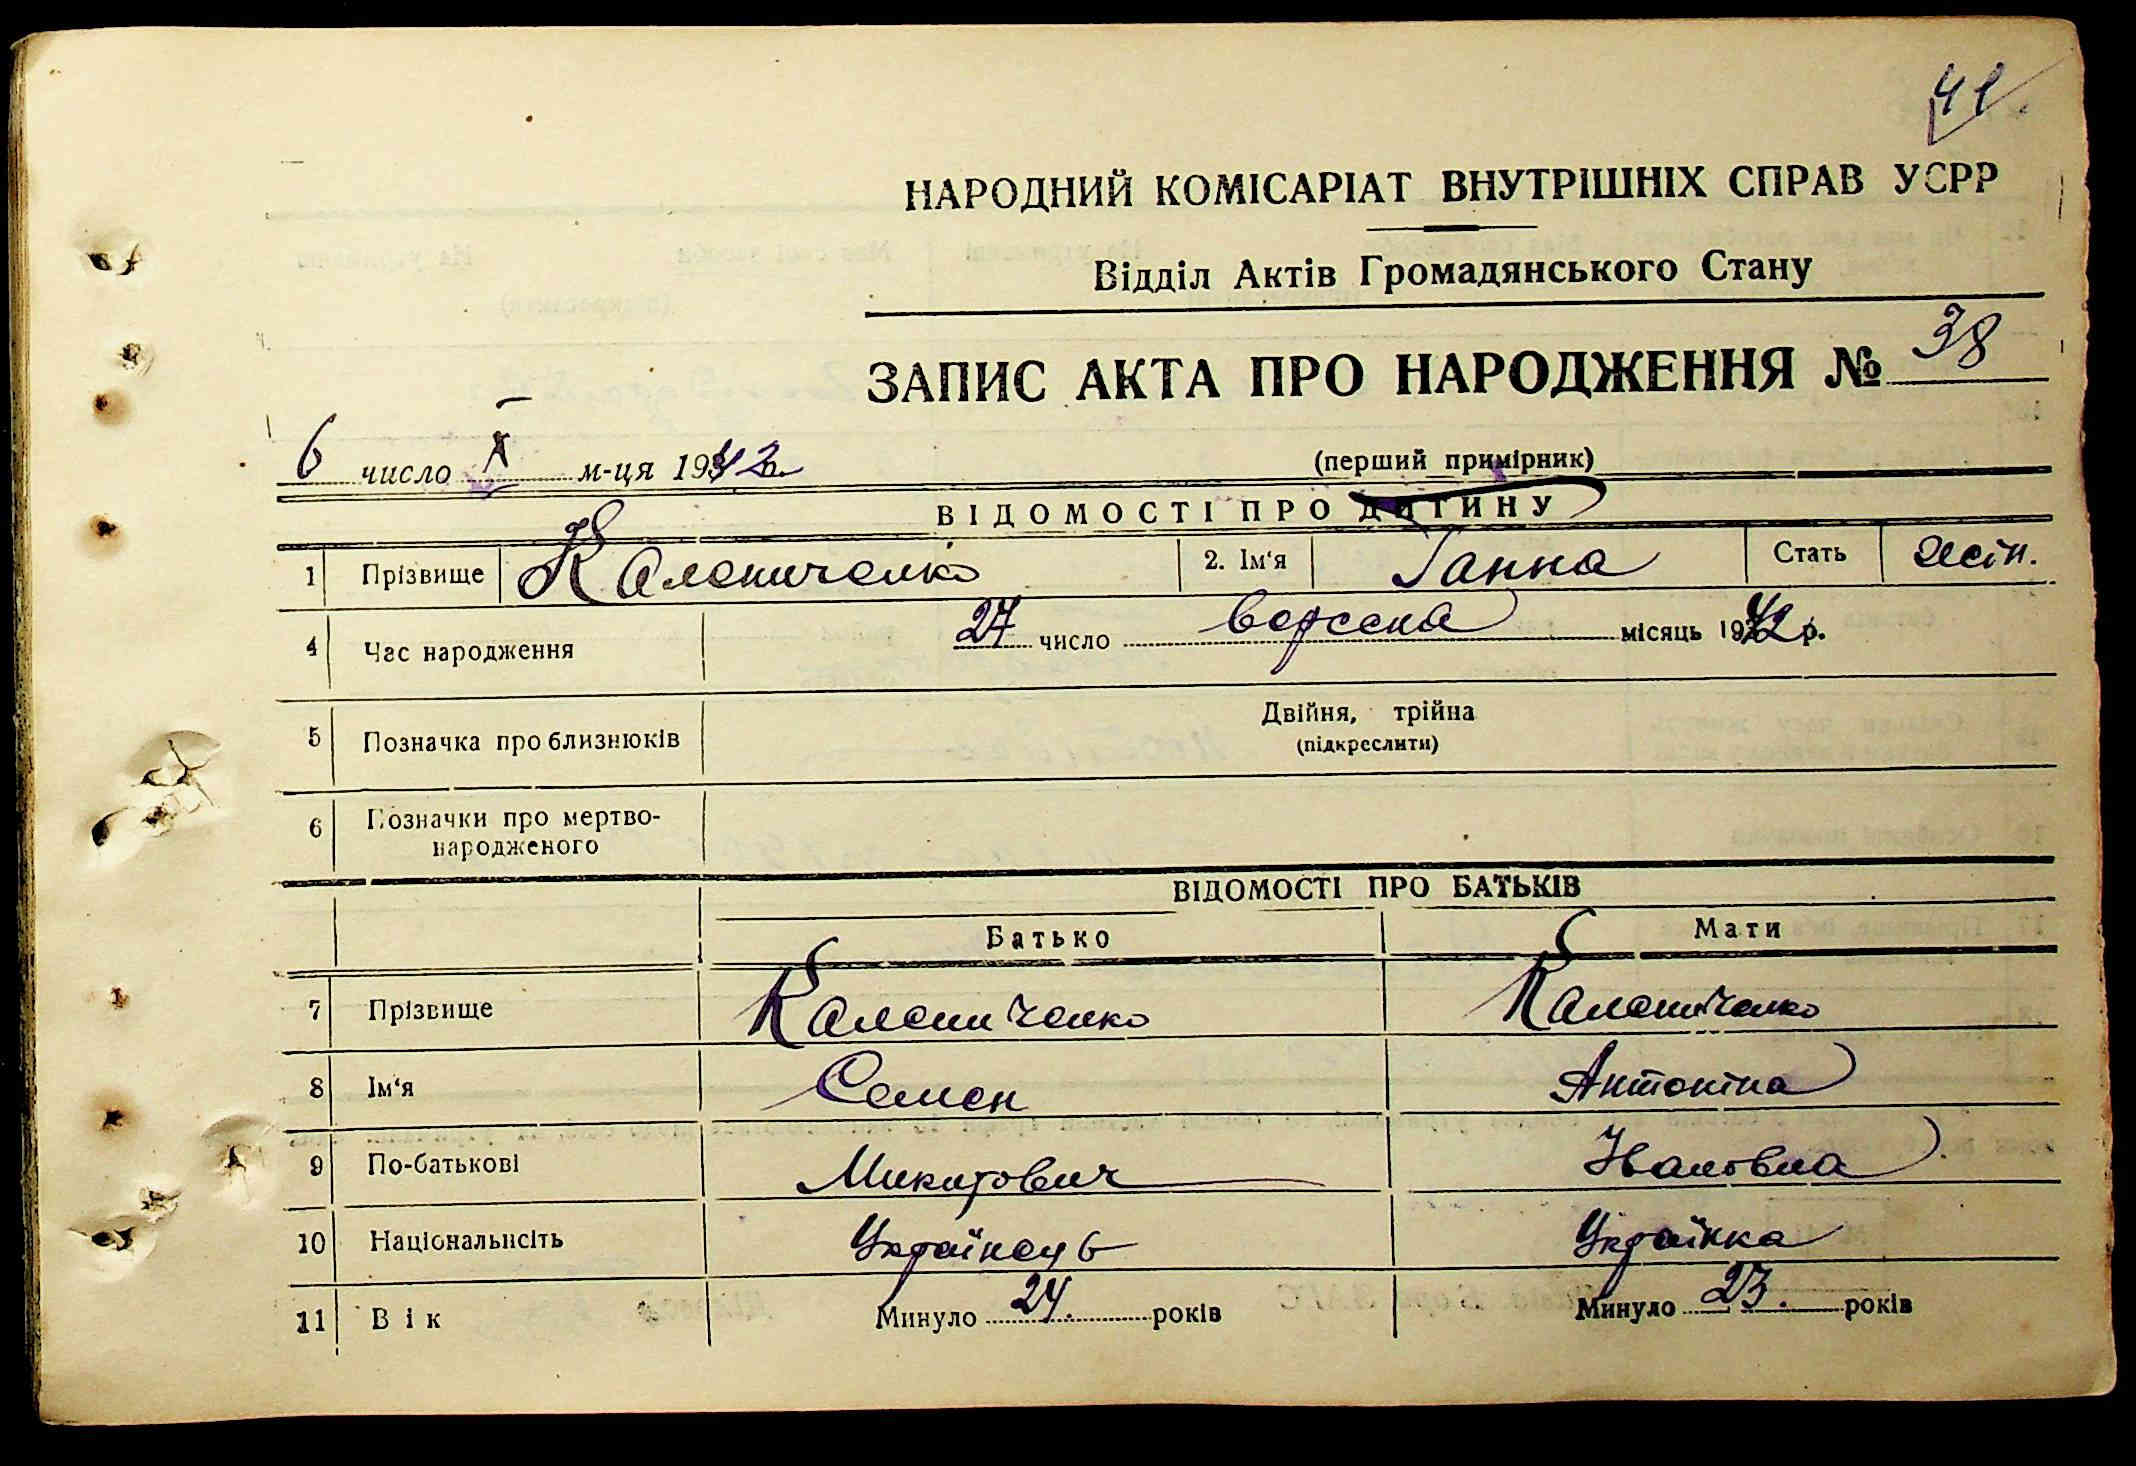 41
НАРОДНИЙ КОМІСАРІАТ ВНУТРІШНІХ СПРАВ УСРР
Відділ Актів Громадянського Стану
ЗАПИС АКТА ПРО НАРОДЖЕННЯ № 38
6 число X м-ця 1942 р.
(перший примірник)
ВІДОМОСТІ ПРО ДИТИНУ
1 Прізвище Калениченко 2. Ім‘я Ганна Стать жін.
4 Час народження 27 число вересня місяць 1942 р.
5 Позначка про близнюків Двійня, трійна
(підкреслити)
6 Позначки про мертво-
народженого
ВІДОМОСТІ ПРО БАТЬКІВ
Батько Мати
7 Прізвище Калениченко Калениченко
8 Ім‘я Семен Антоніна
9 По-батькові Микитович Івановна
10 Національність Українець Українка
11 Вік Минуло 24. років Минуло 23. років